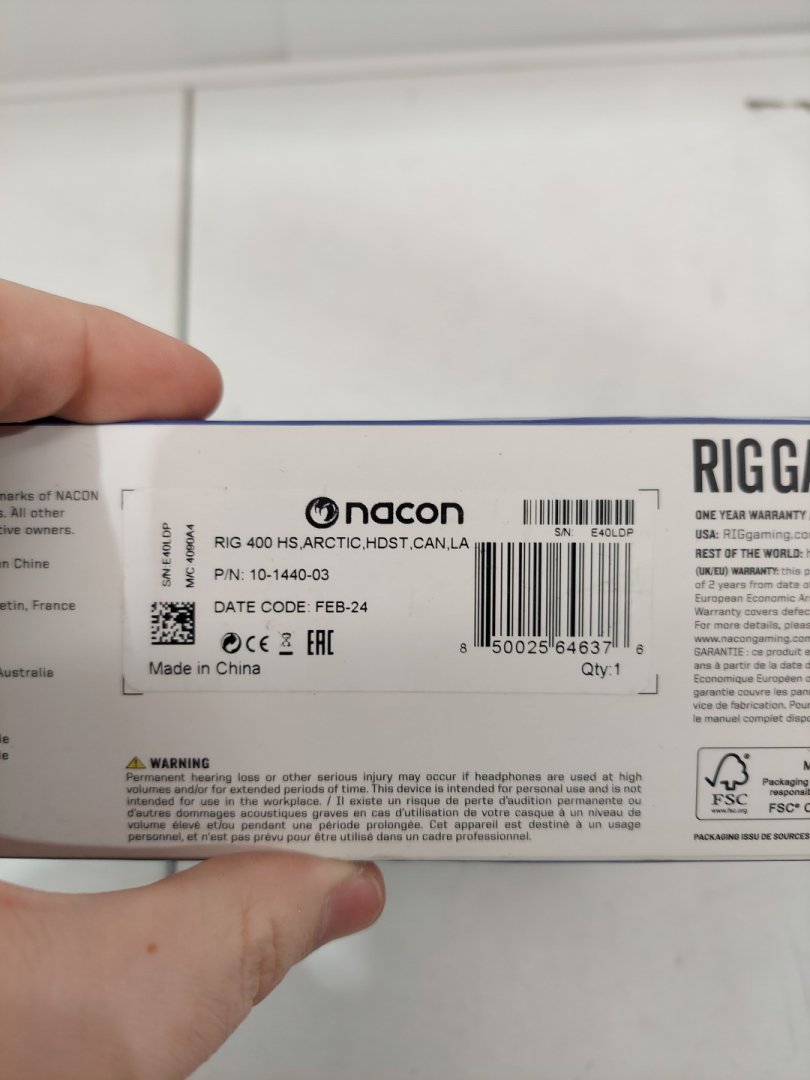 marks of NACON
s. All other
tive owners.
en Chine
etin, France
Australia
le
le
S/N E40LDP
M/C 4090A4
nacon
RIG 400 HS,ARCTIC,HDST,CAN,LA
P/N: 10-1440-03
DATE CODE: FEB-24
CE
EAC
Made in China
S/N: E40LDP
8 50025 64637 6
Qty:1
WARNING
Permanent hearing loss or other serious injury may occur if headphones are used at high
volumes and/or for extended periods of time. This device is intended for personal use and is not
intended for use in the workplace. / Il existe un risque de perte d'audition permanente ou
d'autres dommages acoustiques graves en cas d'utilisation de votre casque à un niveau de
volume élevé et/ou pendant une période prolongée. Cet appareil est destiné à un usage
personnel, et n'est pas prévu pour être utilisé dans un cadre professionnel.
RIG GA
ONE YEAR WARRANTY
USA: RIGgaming.co
REST OF THE WORLD: h
(UK/EU) WARRANTY: this p
of 2 years from date o
European Economic Ar
Warranty covers defec
For more details, pleas
www.nacongaming.com
GARANTIE : ce produit e
ans à partir de la date d
Economique Européen d
garantie couvre les pan
vice de fabrication. Pour
le manuel complet dispo
FSC
www.fsc.org
M
Packaging
responsib
FSC® C
PACKAGING ISSU DE SOURCES